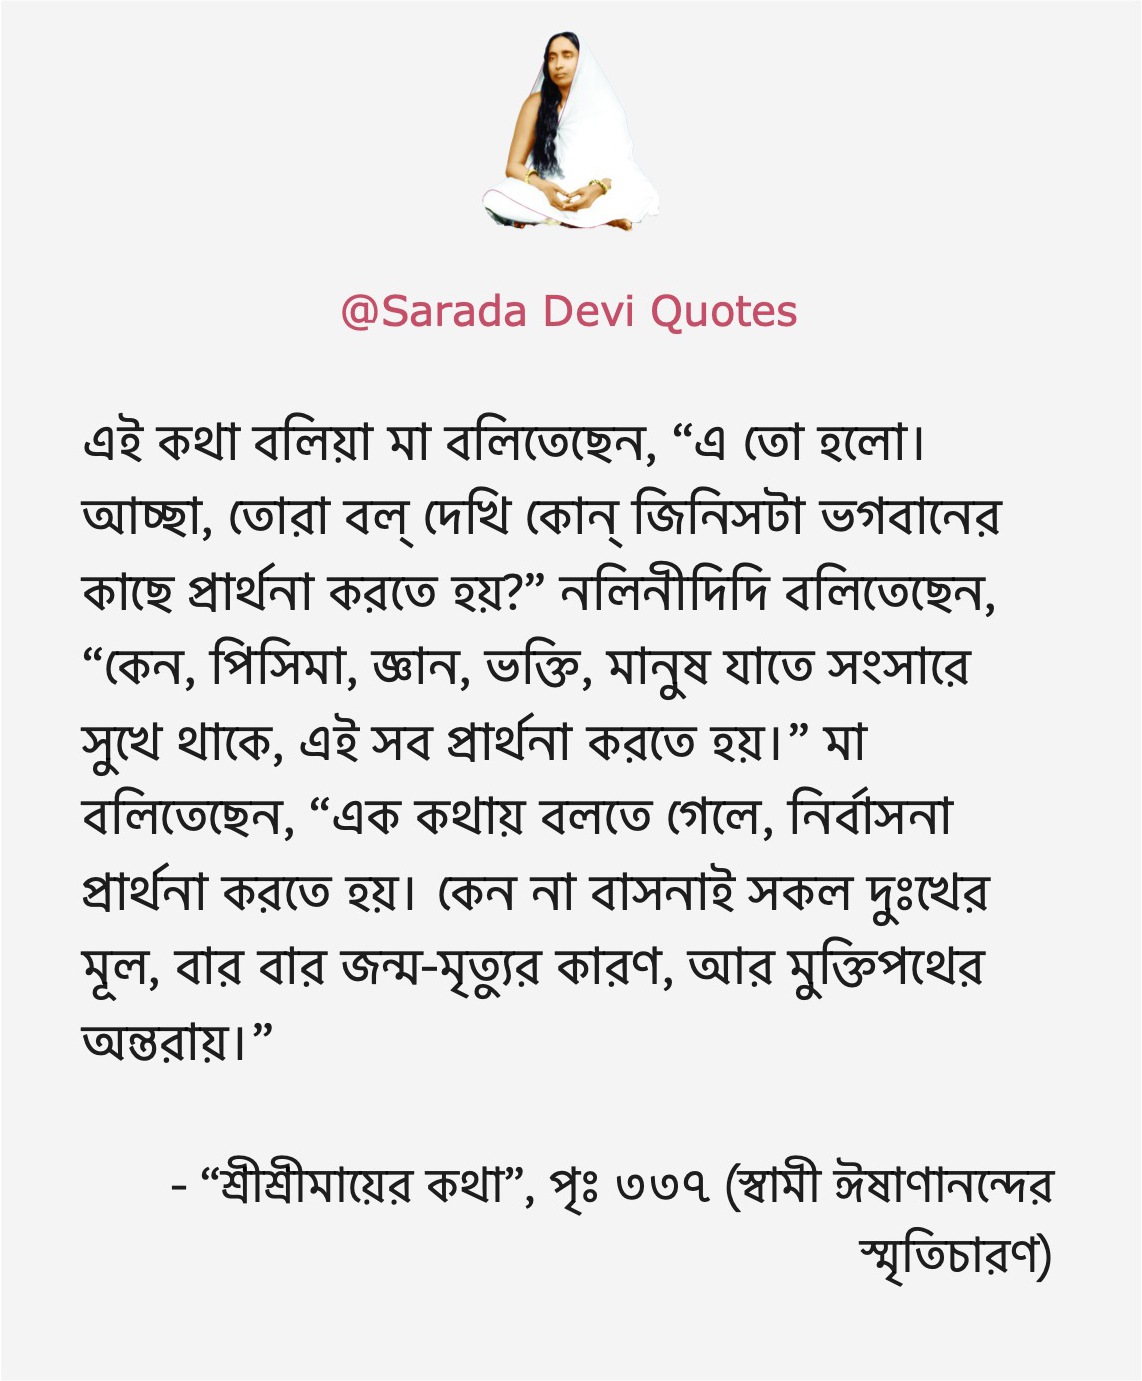 @Sarada Devi Quotes
এই কথা বলিয়া মা বলিতেছেন, “এ তো হলো।
আচ্ছা, তোরা বল্ দেখি কোন্ জিনিসটা ভগবানের
কাছে প্রার্থনা করতে হয়?” নলিনীদিদি বলিতেছেন,
“কেন, পিসিমা, জ্ঞান, ভক্তি, মানুষ যাতে সংসারে
সুখে থাকে, এই সব প্রার্থনা করতে হয়।” মা
বলিতেছেন, “এক কথায় বলতে গেলে, নির্বাসনা
প্রার্থনা করতে হয়। কেন না বাসনাই সকল দুঃখের
মূল, বার বার জন্ম-মৃত্যুর কারণ, আর মুক্তিপথের
অন্তরায়।”
- “শ্রীশ্রীমায়ের কথা”, পৃঃ ৩৩৭ (স্বামী ঈষাণানন্দের
স্মৃতিচারণ)